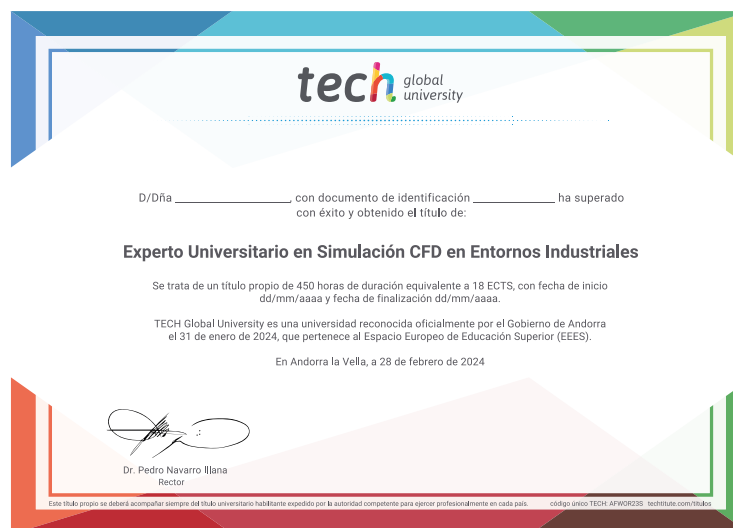 tech global university
D/Dña ____________________, con documento de identificación ______________ ha superado
con éxito y obtenido el título de:
Experto Universitario en Simulación CFD en Entornos Industriales
Se trata de un título propio de 450 horas de duración equivalente a 18 ECTS, con fecha de inicio
dd/mm/aaaa y fecha de finalización dd/mm/aaaa.
TECH Global University es una universidad reconocida oficialmente por el Gobierno de Andorra
el 31 de enero de 2024, que pertenece al Espacio Europeo de Educación Superior (EEES).
En Andorra la Vella, a 28 de febrero de 2024
Dr. Pedro Navarro Illana
Rector
Este título propio se deberá acompañar siempre del título universitario habilitante expedido por la autoridad competente para ejercer profesionalmente en cada país. código único TECH: AFWOR23S techtitute.com/titulos